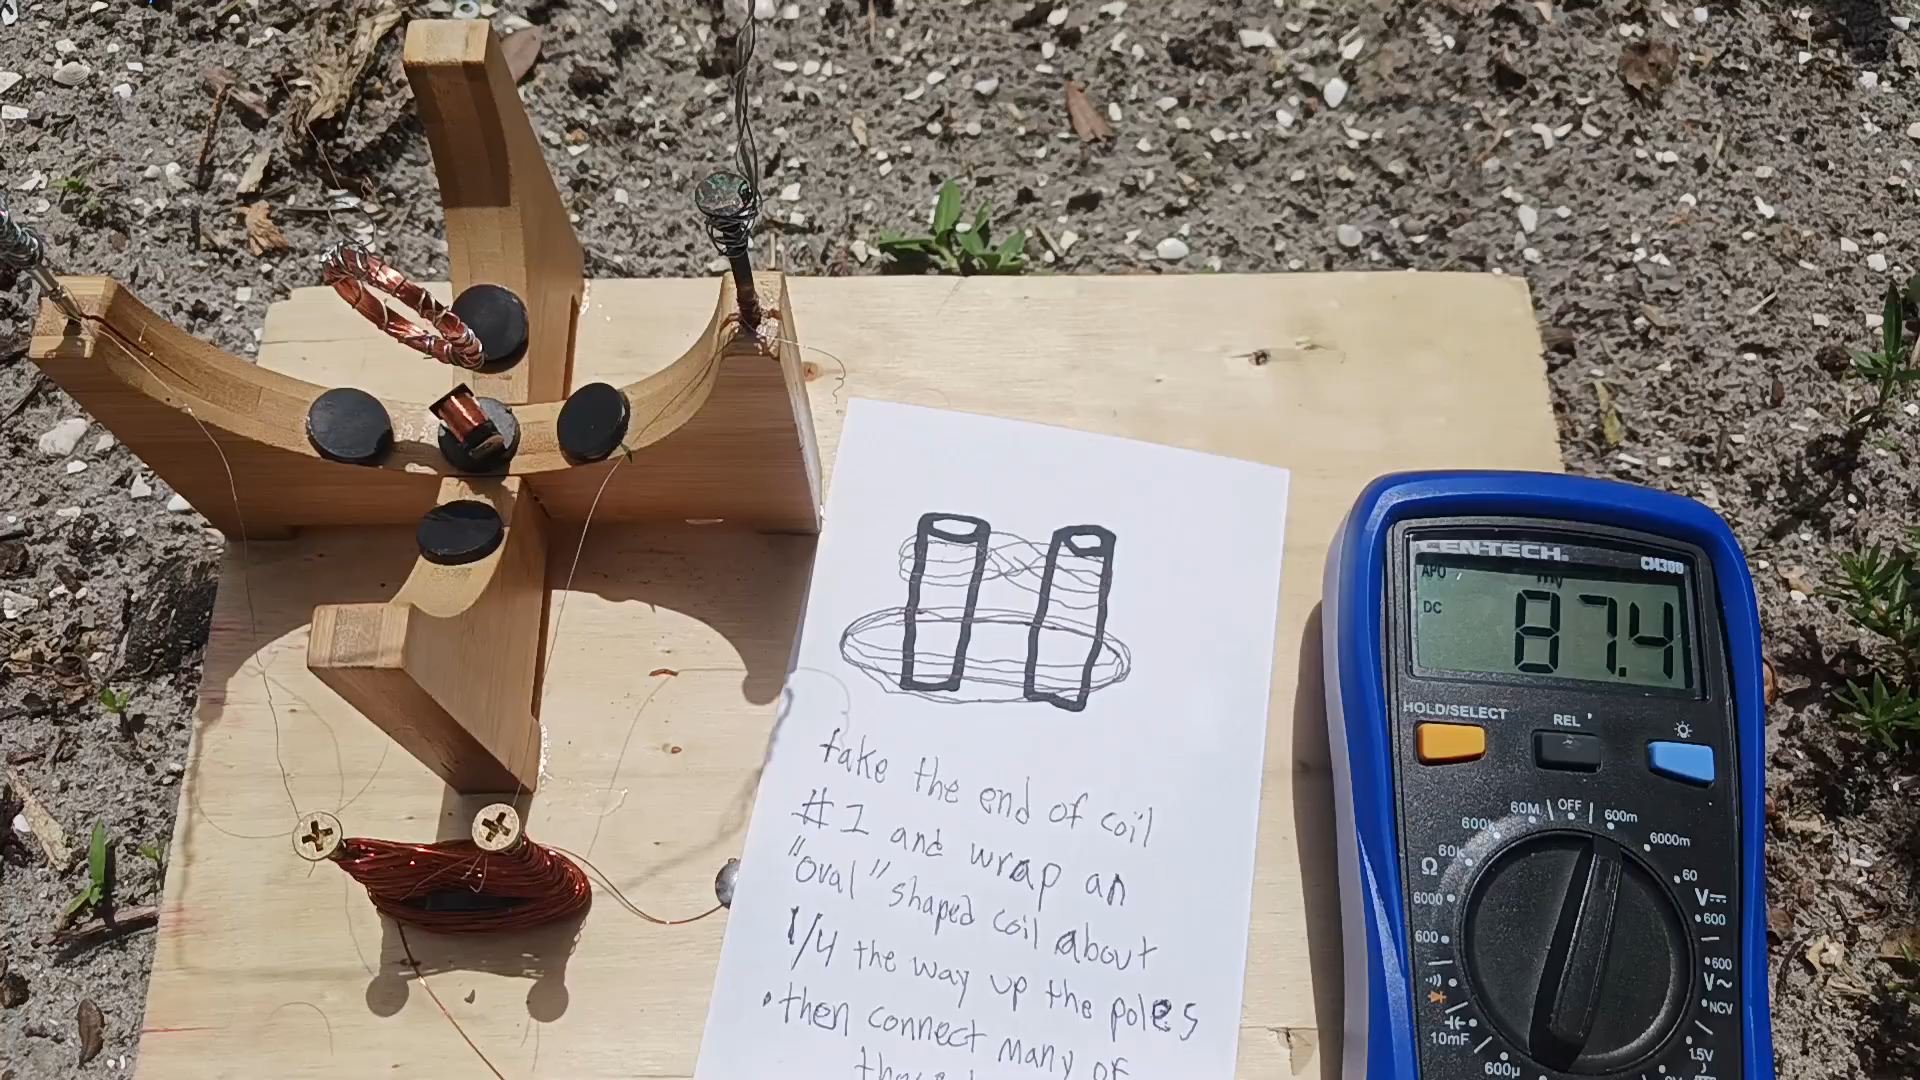 take the end of coil
#1 and wrap an
"oval" shaped coil about
1/4 the way up the poles
• then connect many of
CEN-TECH.
CM300
APO
mV
DC
87.4
HOLD/SELECT
REL
60M
OFF
600m
600k
6000m
60k
60
Ω
V
6000
600
600
600
V~
NCV
10mF
1.5V
600µ